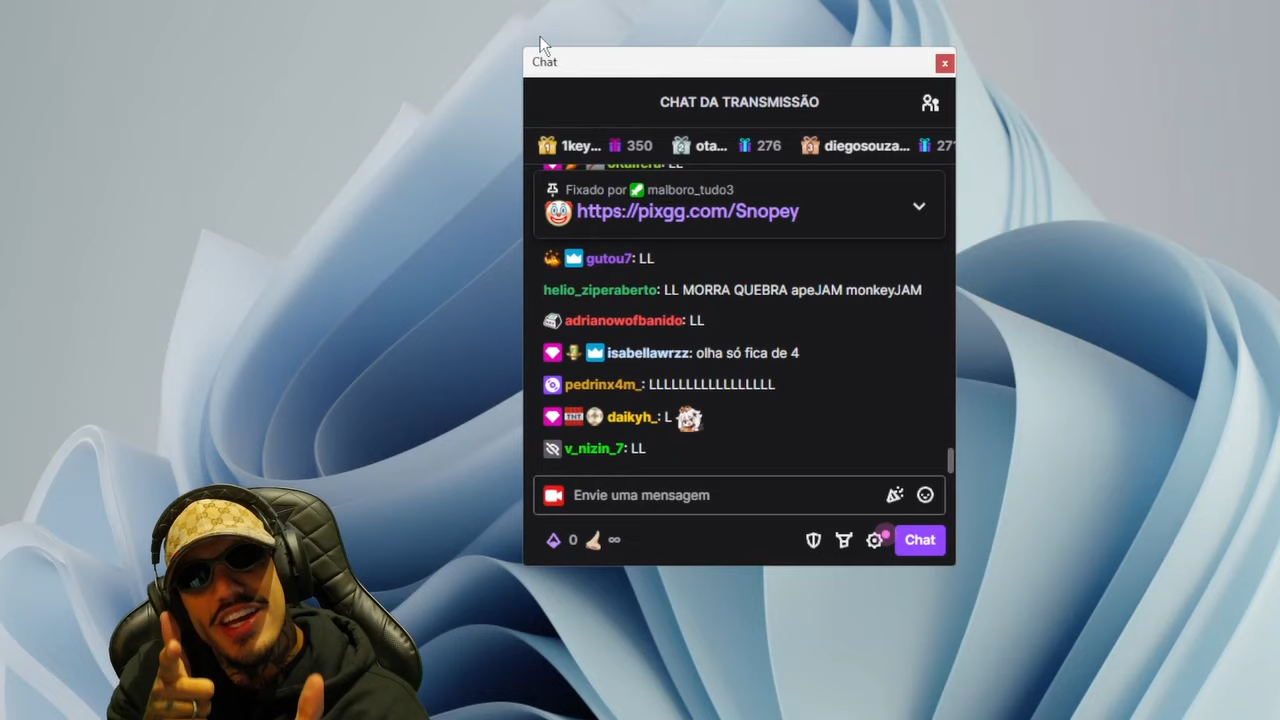 Chat
x
CHAT DA TRANSMISSÃO
1key... 350 ota... 276 diegosouza...
Fixado por malboro_tudo3
https://pixgg.com/Snopey
gutou7: LL
helio_ziperaberto: LL MORRA QUEBRA apeJAM monkeyJAM
adrianowofbanido: LL
isabellawrzz: olha só fica de 4
pedrinx4m_: LLLLLLLLLLLLLLLLL
TNT daikyh_: L
v_nizin_7: LL
Envie uma mensagem
0 ∞
Chat